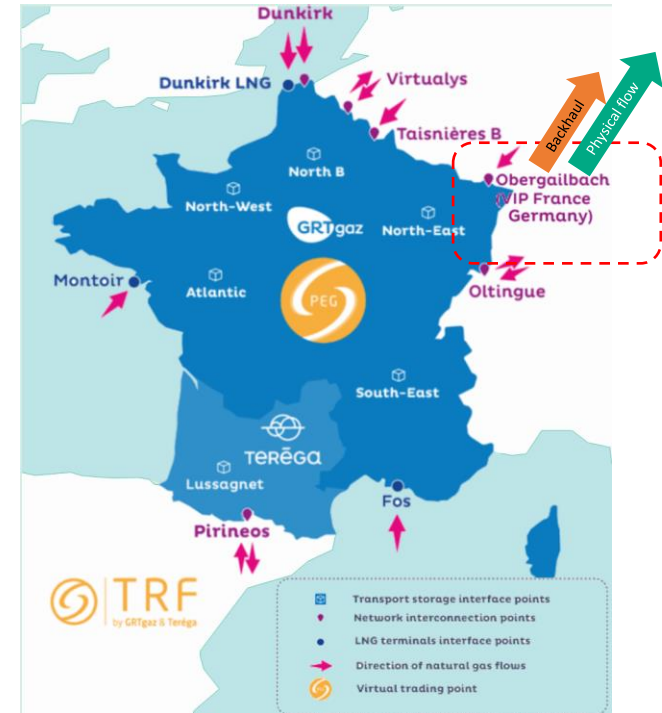 Dunkirk
Dunkirk LNG
Virtualys
Backhaul
Physical flow
Taisnières B
North B
Obergailbach
(VIP France
Germany)
North-West
GRTgaz
North-East
Montoir
Atlantic
PEG
Oltingue
South-East
TERĒGA
Lussagnet
Fos
Pirineos
TRF
by GRTgaz & Teréga
Transport storage interface points
Network interconnection points
LNG terminals interface points
Direction of natural gas flows
Virtual trading point